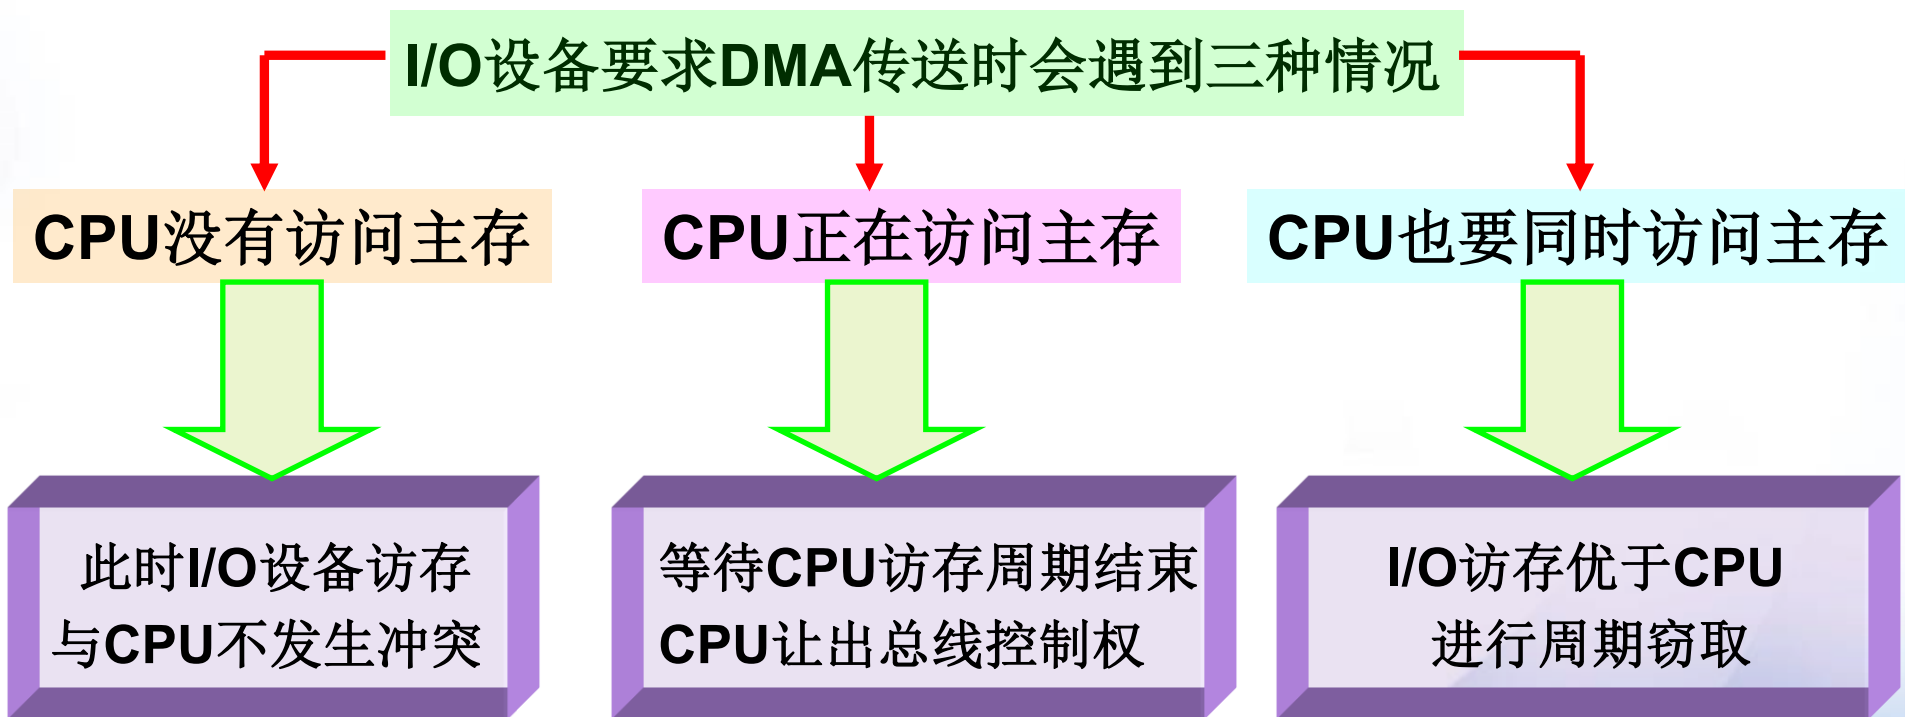 I/O设备要求DMA传送时会遇到三种情况
CPU没有访问主存
CPU正在访问主存
CPU也要同时访问主存
此时I/O设备访存
与CPU不发生冲突
等待CPU访存周期结束
CPU让出总线控制权
I/O访存优于CPU
进行周期窃取